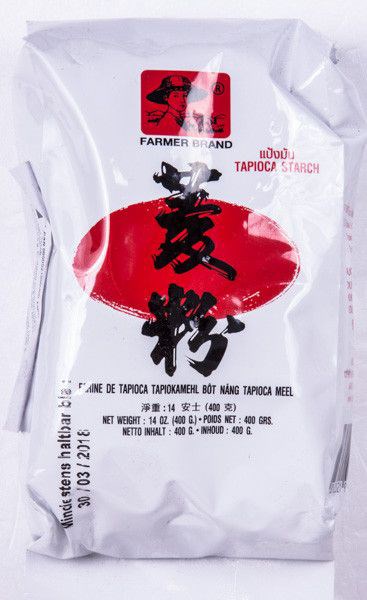 ®
FARMER BRAND
แป้งมัน
TAPIOCA STARCH
菱粉
FARINE DE TAPIOCA TAPIOKAMEHL BỘT NĂNG TAPIOCA MEEL
淨重:14 安士 (400 克)
NET WEIGHT: 14 OZ. (400 G.) • POIDS NET: 400 GRS.
NETTO INHALT: 400 G. • INHOUD: 400 G.
Mindestens haltbar bis:
30/03/2018